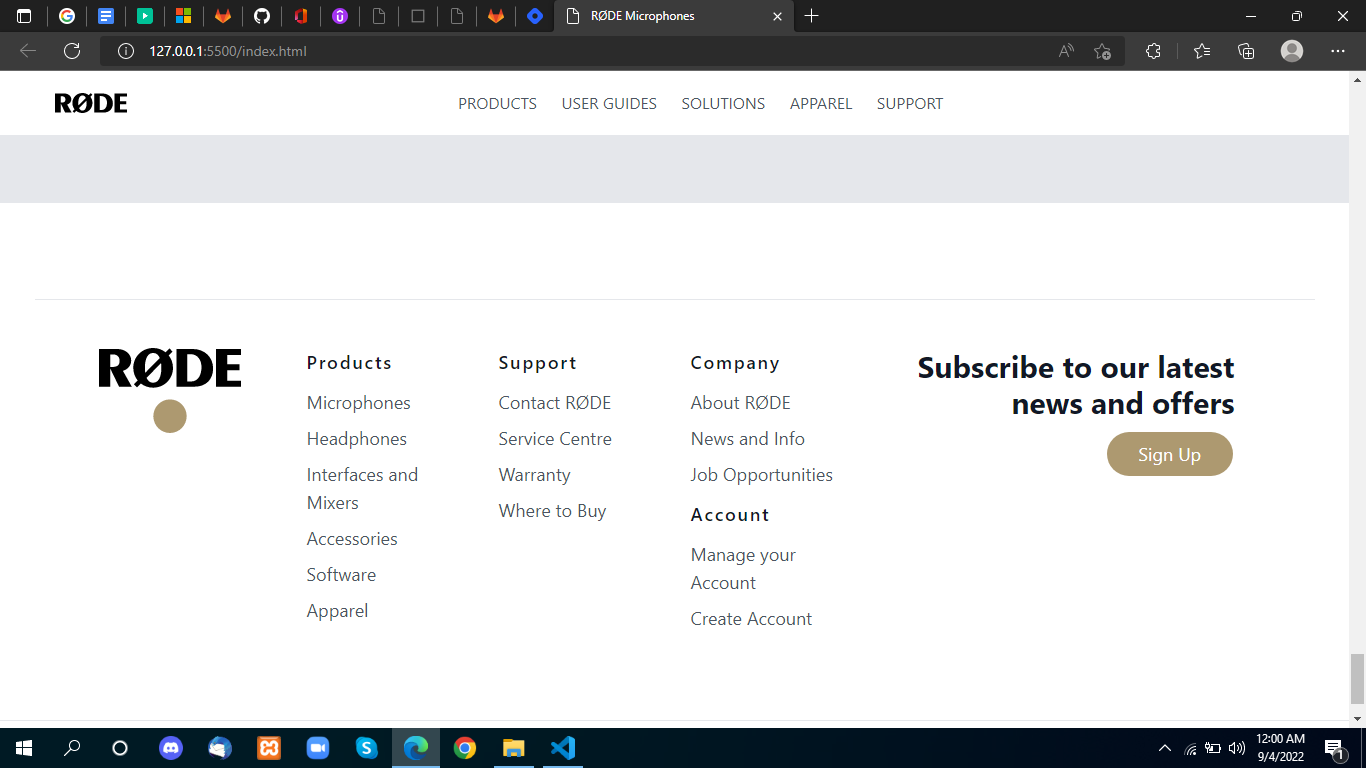 RØDE Microphones
127.0.0.1:5500/index.html
RØDE
PRODUCTS USER GUIDES SOLUTIONS APPAREL SUPPORT
RØDE
Products
Microphones
Headphones
Interfaces and
Mixers
Accessories
Software
Apparel
Support
Contact RØDE
Service Centre
Warranty
Where to Buy
Company
About RØDE
News and Info
Job Opportunities
Account
Manage your
Account
Create Account
Subscribe to our latest
news and offers
Sign Up
12:00 AM
9/4/2022
1